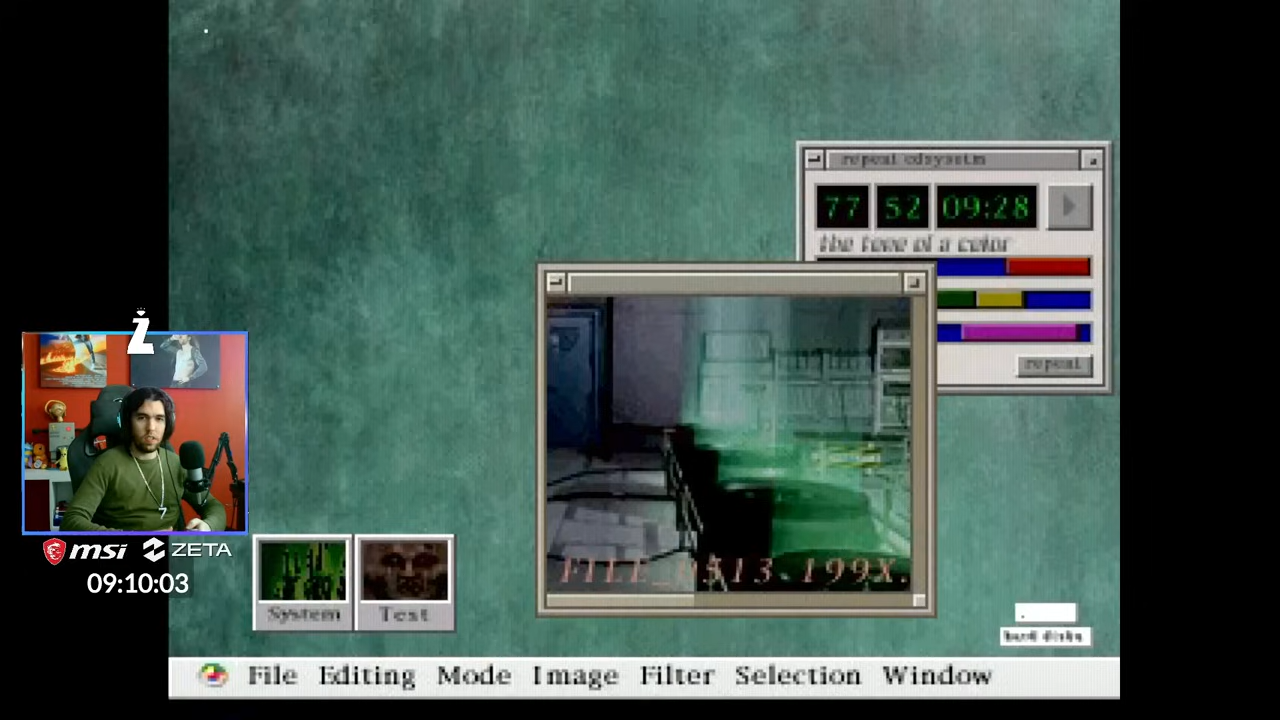 repeat cdsystm
77 52 09:28
the tone of a color
repeat
FILE_0513.199X.
msi ZETA
09:10:03
System Test
hard disks
File Editing Mode Image Filter Selection Window